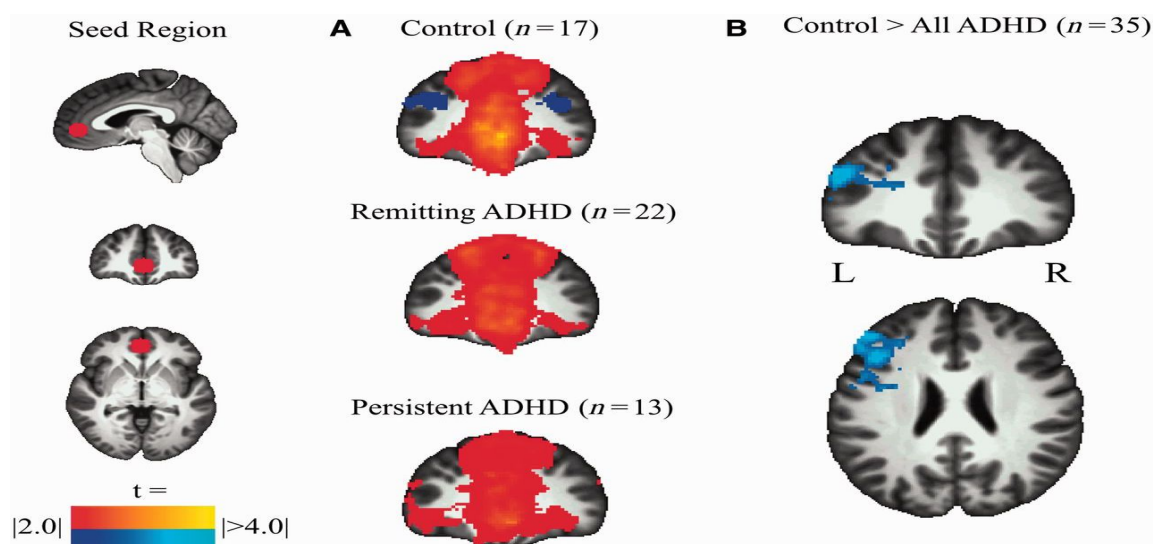 Seed Region
t =
|2.0|
|>4.0|
A
Control (n=17)
Remitting ADHD (n=22)
Persistent ADHD (n=13)
B
Control > All ADHD (n=35)
L
R